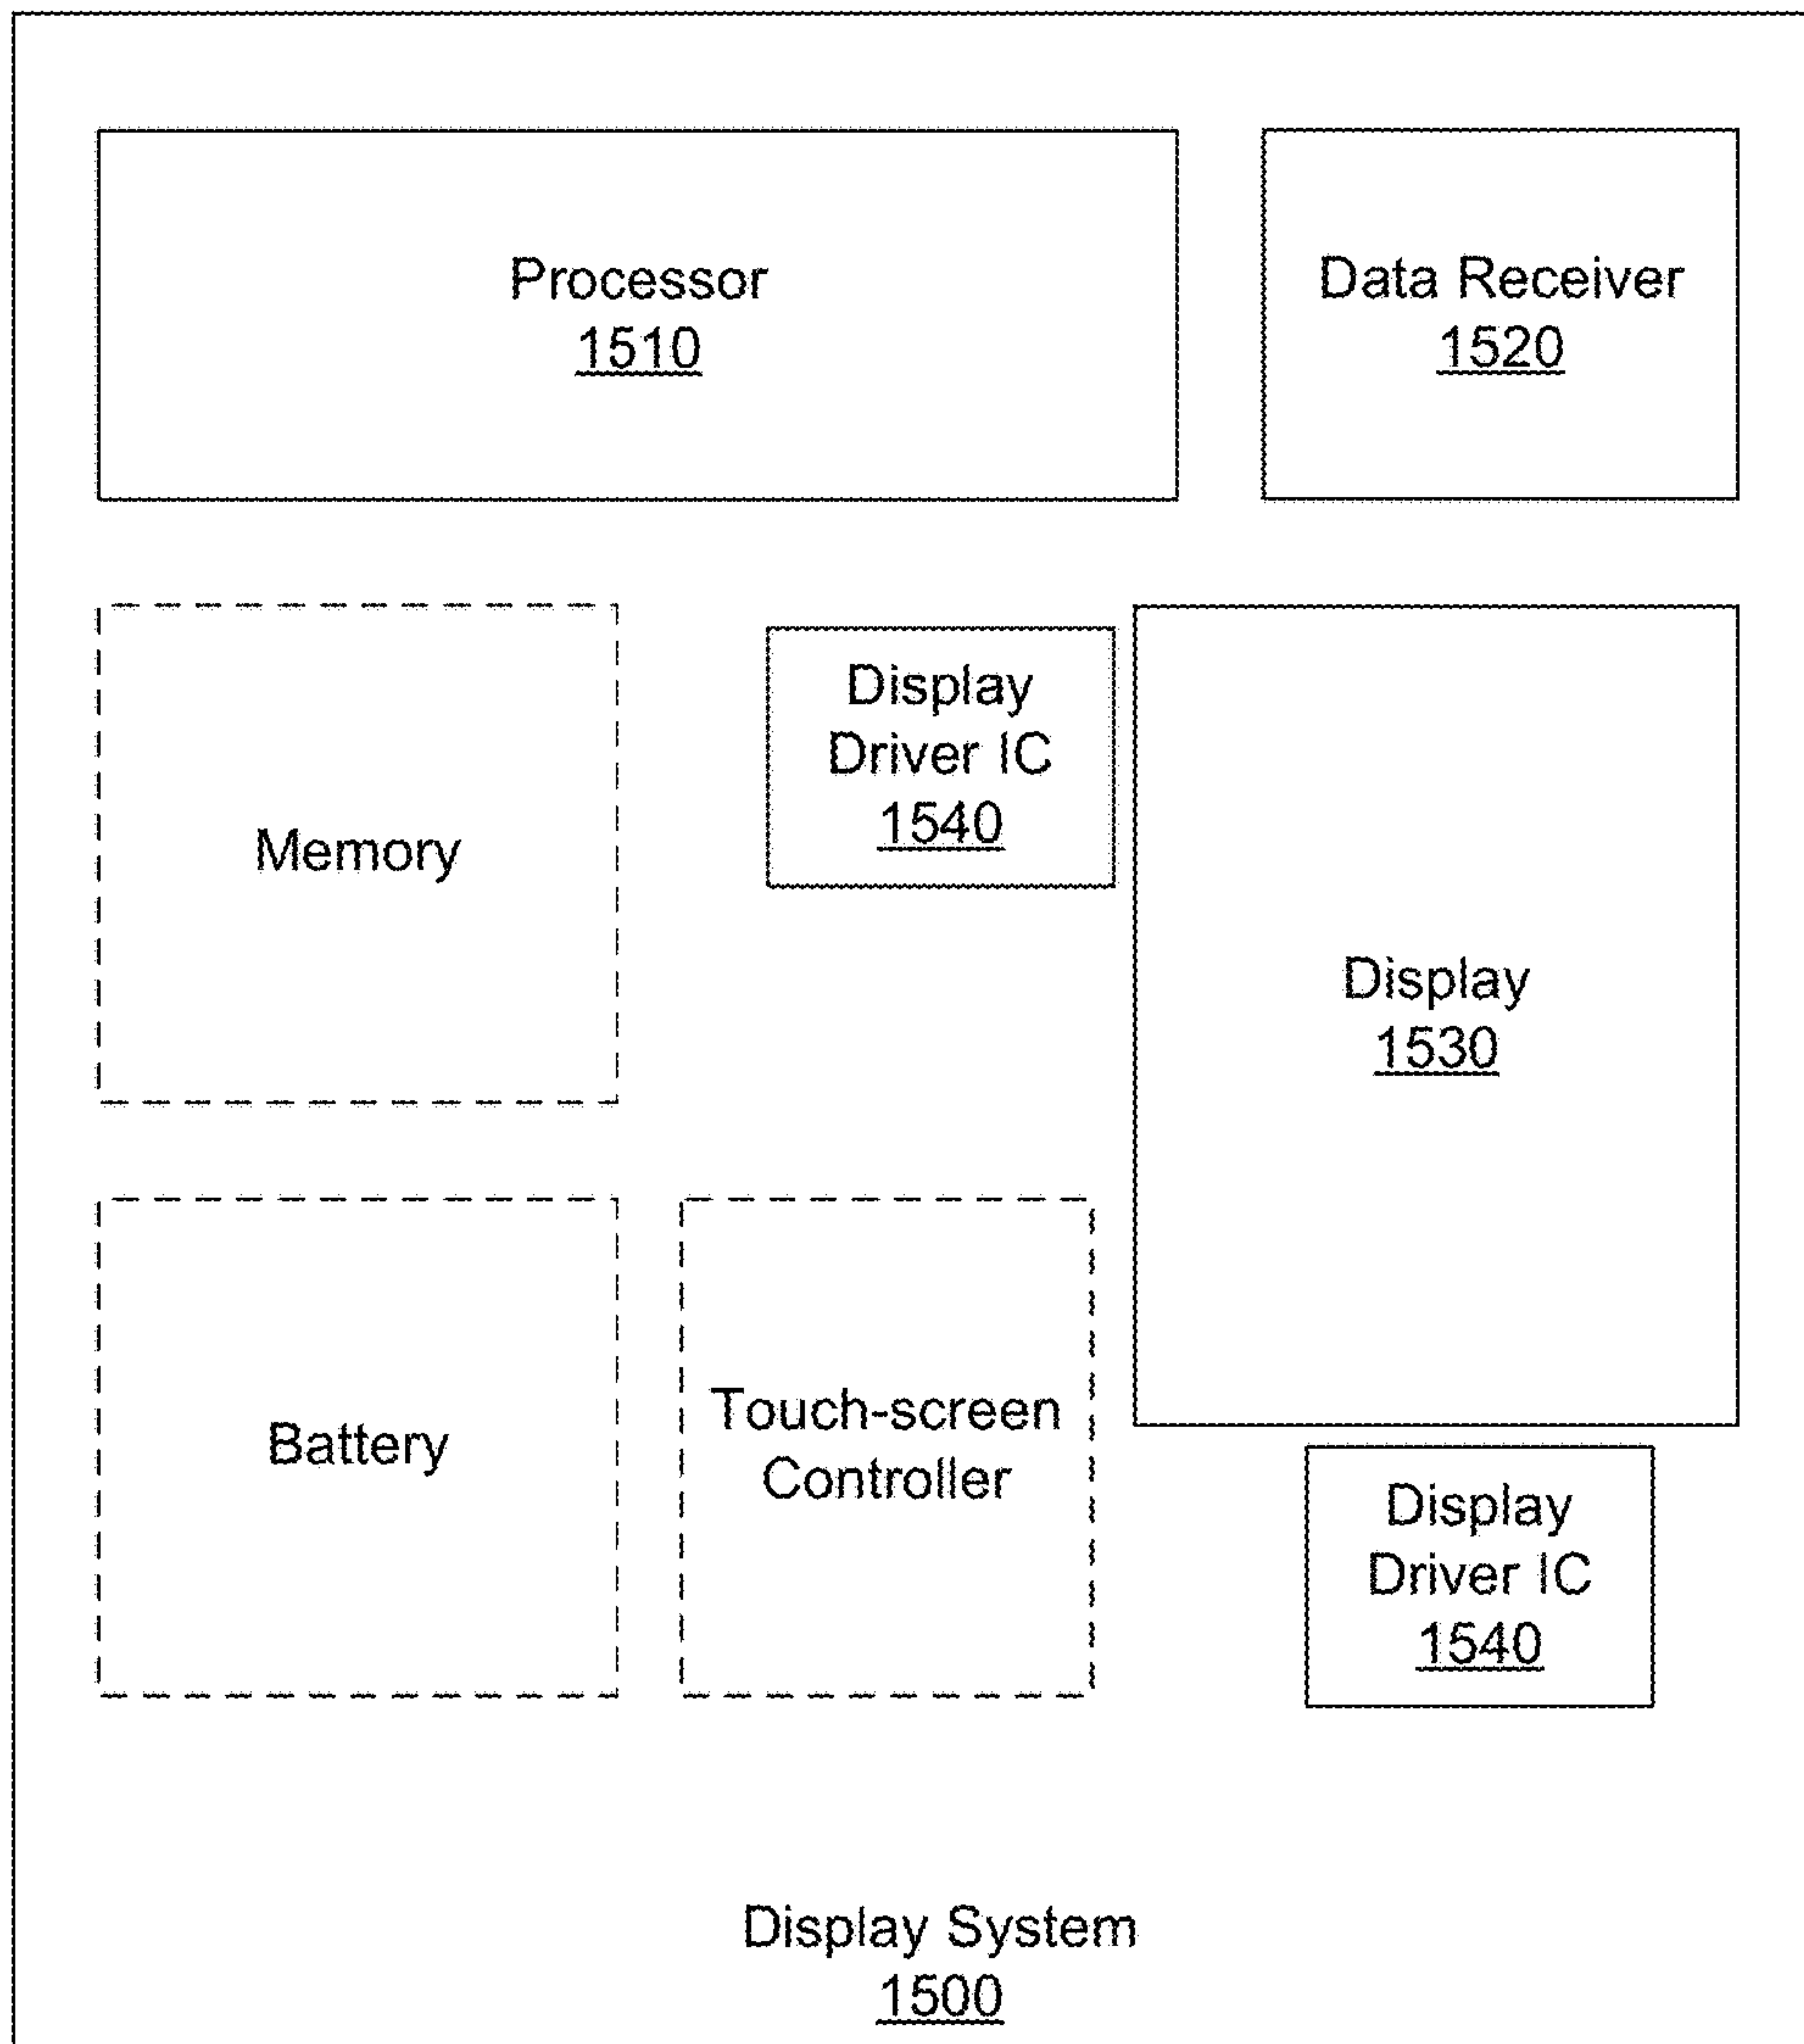 Processor
1510
Data Receiver
1520
Memory
Display
Driver IC
1540
Display
1530
Battery
Touch-screen
Controller
Display
Driver IC
1540
Display System
1500